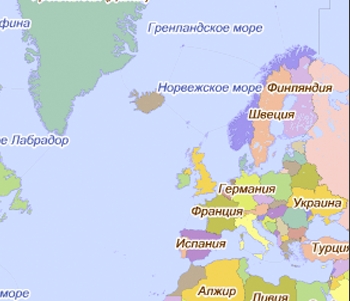 фина
Гренландское море
Норвежское море
Финляндия
Швеция
е Лабрадор
Германия
Украина
Франция
Испания
Турци
Алжир
Ливия
море